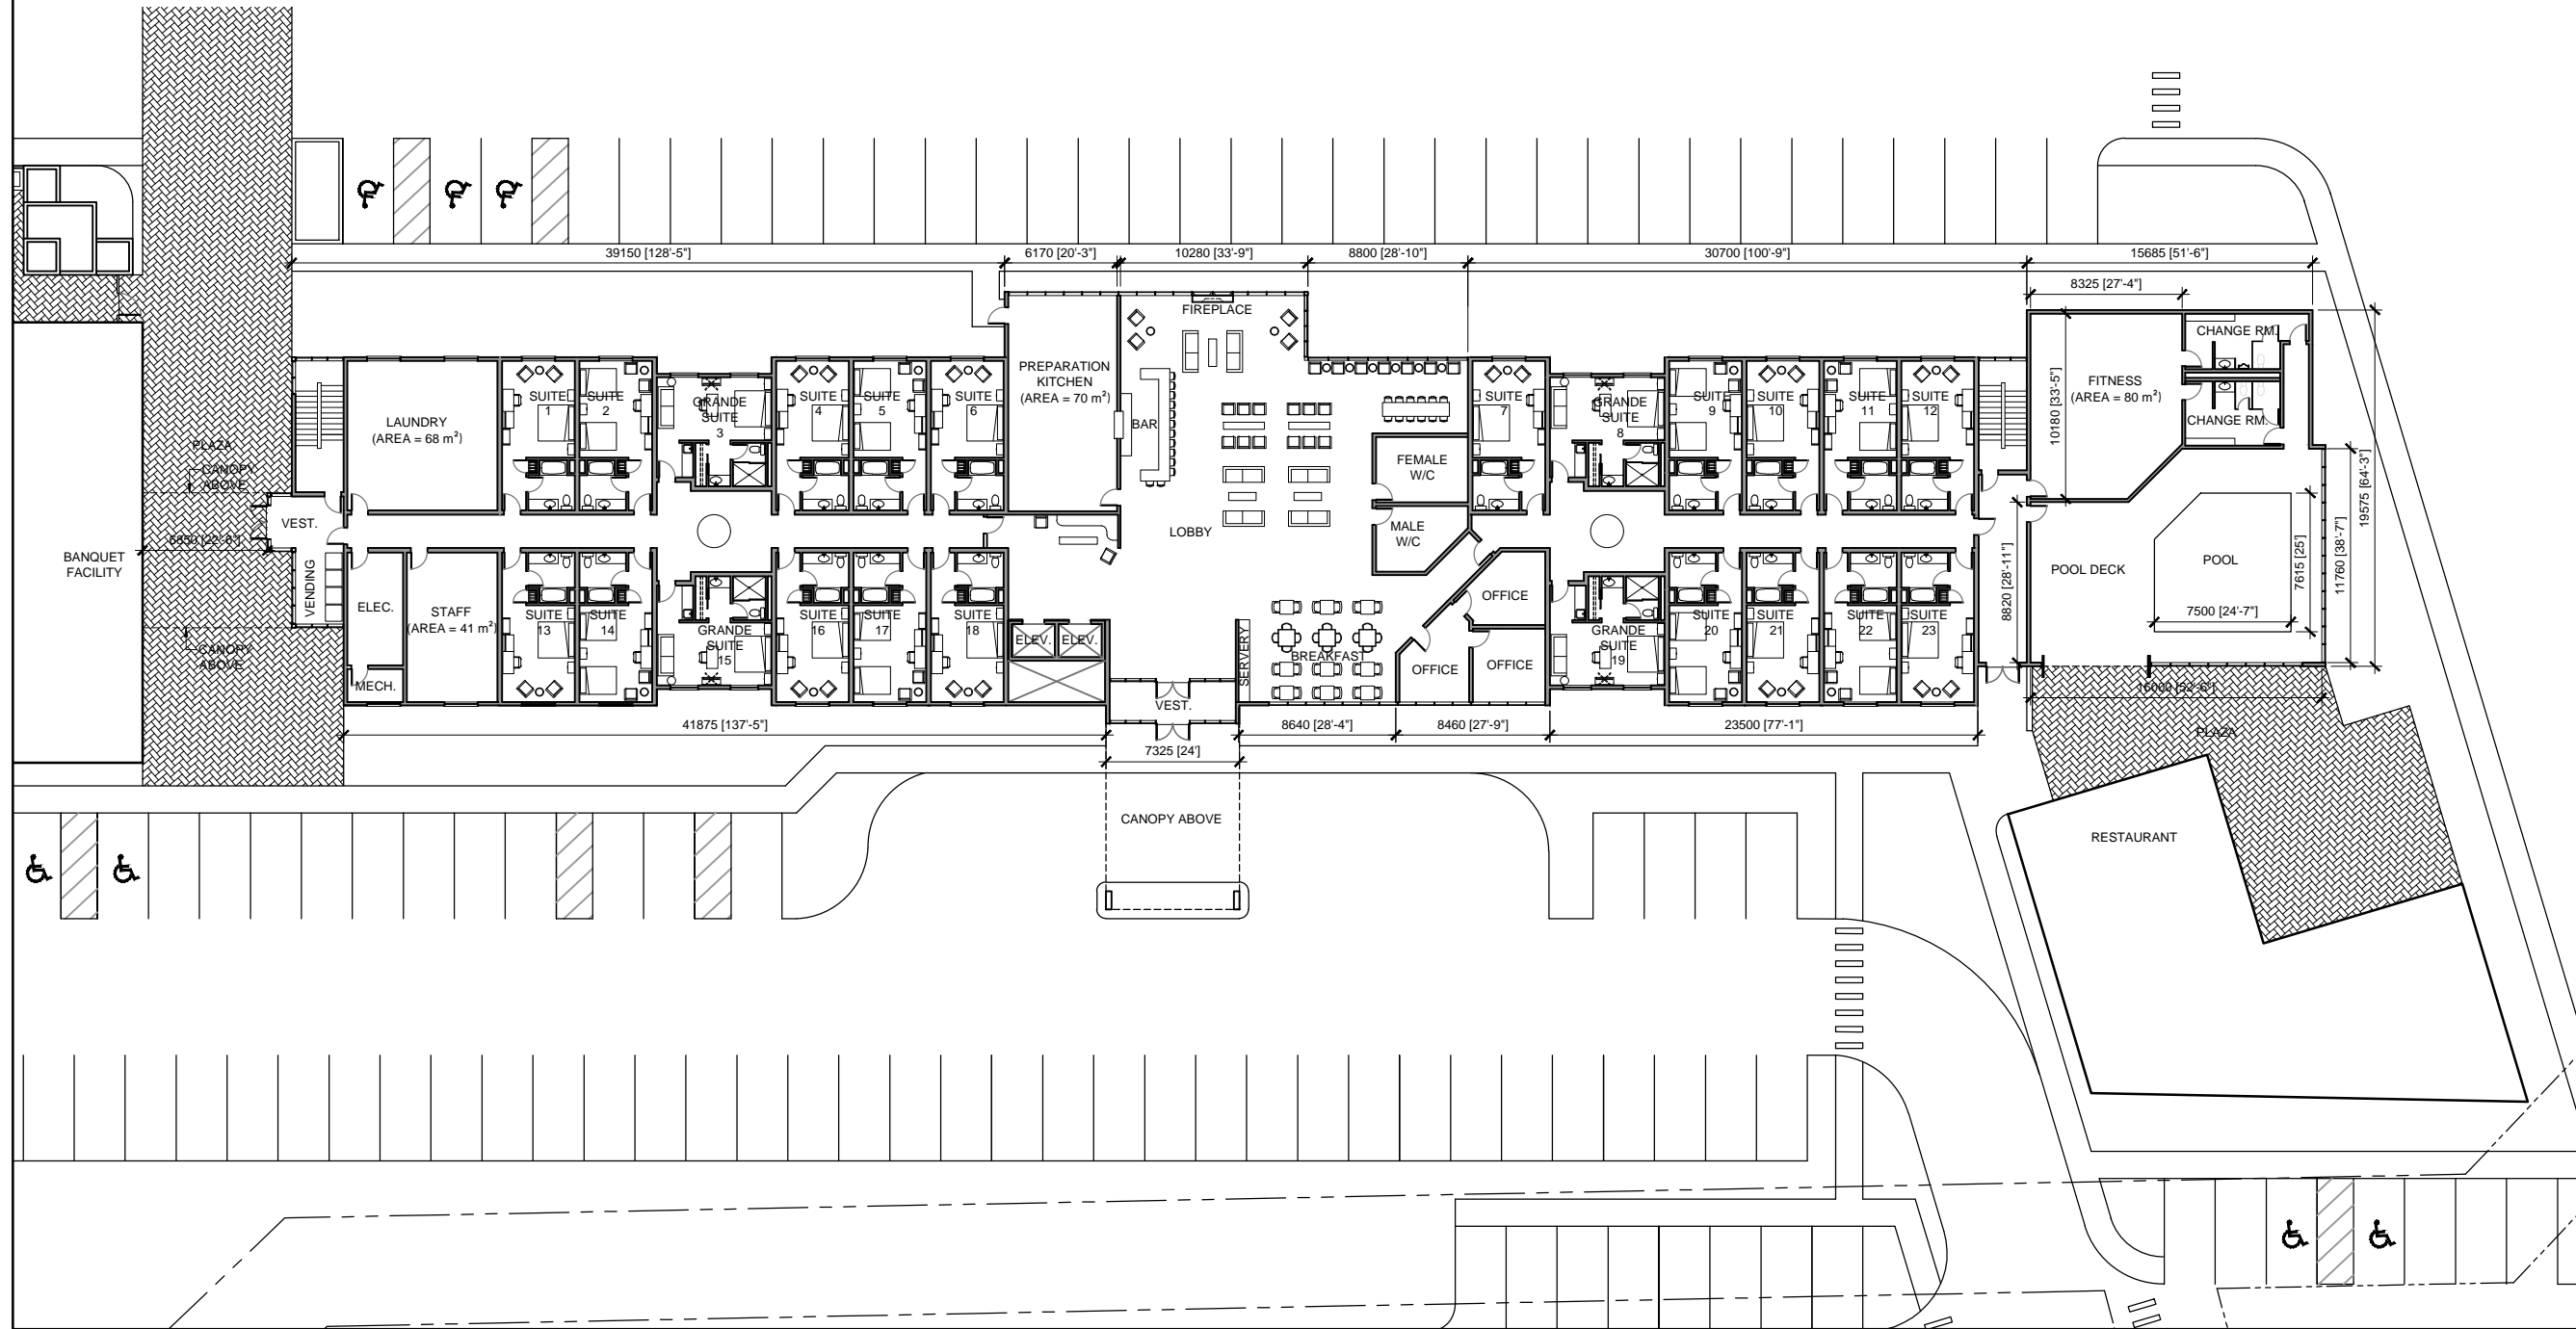 39150 [128'-5"]
6170 [20'-3"]
10280 [33'-9"]
8800 [28'-10"]
30700 [100'-9"]
15685 [51'-6"]
8325 [27'-4"]
FIREPLACE
CHANGE RM.
PREPARATION
KITCHEN
(AREA = 70 m²)
FITNESS
(AREA = 80 m²)
10180 [33'-5"]
SUITE
1
SUITE
2
GRANDE
SUITE
3
SUITE
4
SUITE
5
SUITE
6
SUITE
7
GRANDE
SUITE
8
SUITE
9
SUITE
10
SUITE
11
SUITE
12
CHANGE RM.
LAUNDRY
(AREA = 68 m²)
BAR
PLAZA
CANOPY
ABOVE
FEMALE
W/C
19575 [64'-3"]
VEST.
LOBBY
MALE
W/C
6850 [22'-6"]
BANQUET
FACILITY
POOL DECK
POOL
7615 [25']
11760 [38'-7"]
8820 [28'-11"]
7500 [24'-7"]
VENDING
ELEC.
STAFF
(AREA = 41 m²)
SUITE
13
SUITE
14
GRANDE
SUITE
15
SUITE
16
SUITE
17
SUITE
18
ELEV.
ELEV.
OFFICE
SERVERY
BREAKFAST
OFFICE
OFFICE
GRANDE
SUITE
19
SUITE
20
SUITE
21
SUITE
22
SUITE
23
CANOPY
ABOVE
MECH.
16000 [52'-6"]
VEST.
41875 [137'-5"]
8640 [28'-4"]
8460 [27'-9"]
23500 [77'-1"]
PLAZA
7325 [24']
CANOPY ABOVE
RESTAURANT